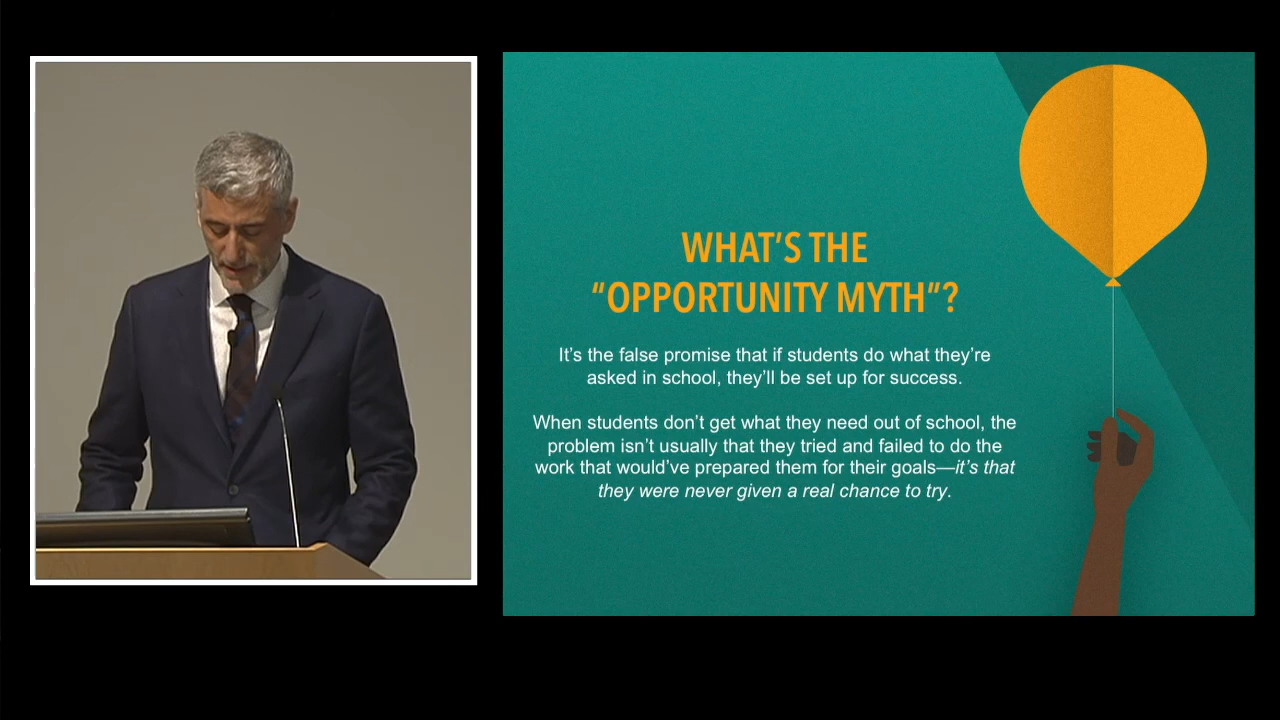 WHAT'S THE
"OPPORTUNITY MYTH"?
It's the false promise that if students do what they're
asked in school, they'll be set up for success.
When students don't get what they need out of school, the
problem isn't usually that they tried and failed to do the
work that would've prepared them for their goals—it's that
they were never given a real chance to try.